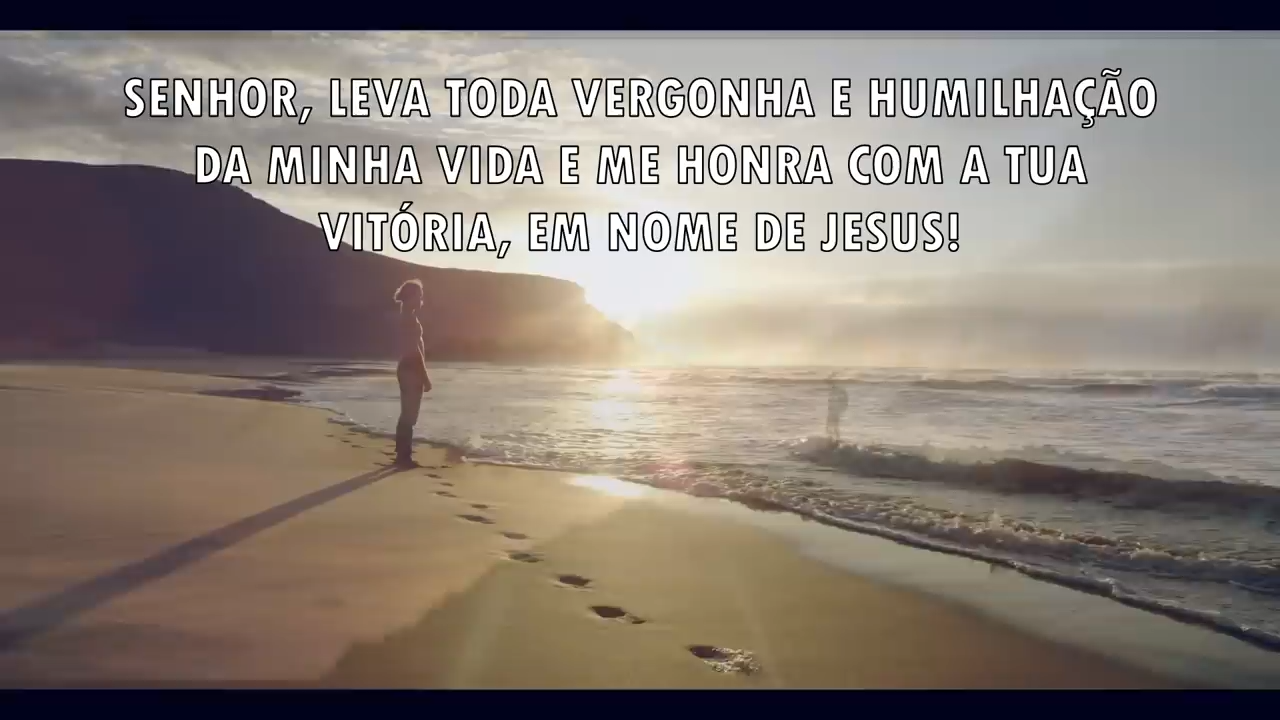 SENHOR, LEVA TODA VERGONHA E HUMILHAÇÃO
DA MINHA VIDA E ME HONRA COM A TUA
VITÓRIA, EM NOME DE JESUS!